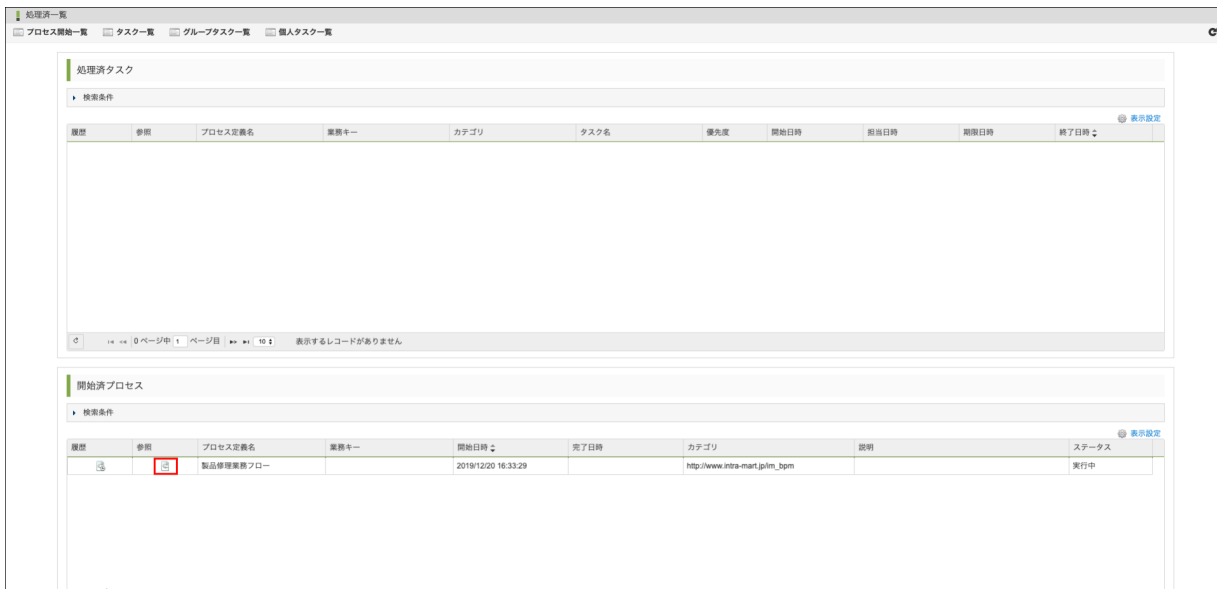 処理済一覧
プロセス開始一覧 タスク一覧 グループタスク一覧 個人タスク一覧
処理済タスク
検索条件
表示設定
履歴 参照 プロセス定義名 業務キー カテゴリ タスク名 優先度 開始日時 担当日時 期限日時 終了日時
0 ページ中 1 ページ目 10 表示するレコードがありません
開始済プロセス
検索条件
表示設定
履歴 参照 プロセス定義名 業務キー 開始日時 完了日時 カテゴリ 説明 ステータス
製品修理業務フロー 2019/12/20 16:33:29 http://www.intra-mart.jp/im_bpm 実行中